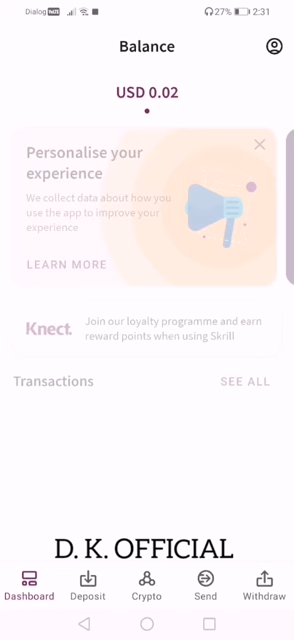 Dialog VoLTE 27% 2:31
Balance
USD 0.02
Personalise your
experience
We collect data about how you
use the app to improve your
experience
LEARN MORE
Knect.
Join our loyalty programme and earn
reward points when using Skrill
Transactions SEE ALL
D. K. OFFICIAL
Dashboard Deposit Crypto Send Withdraw